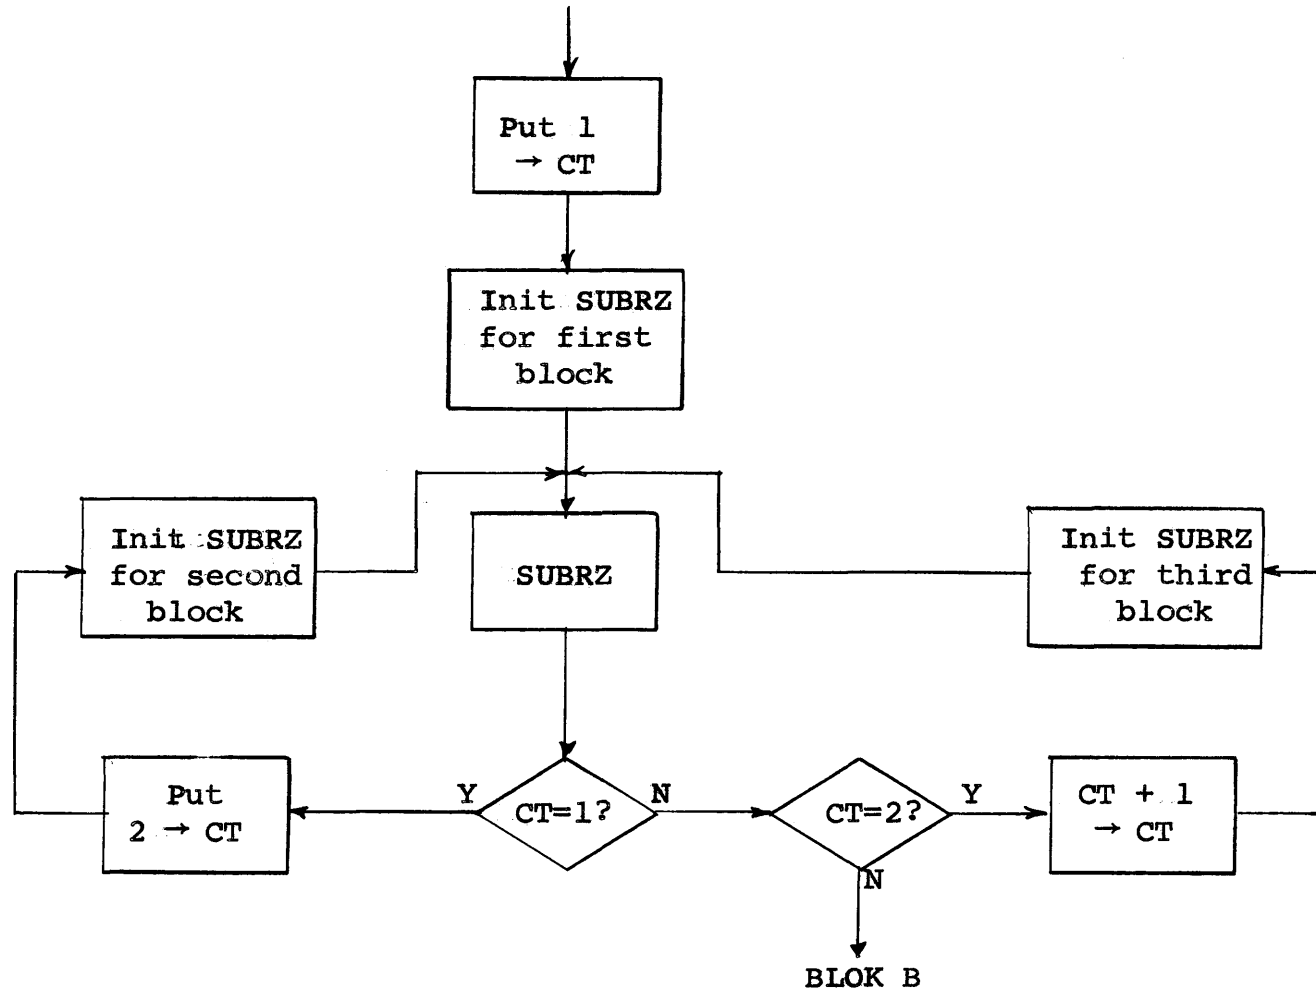 Put 1
→ CT
Init SUBRZ
for first
block
Init SUBRZ
for second
block
SUBRZ
Init SUBRZ
for third
block
Put
2 → CT
Y
CT=1?
N
CT=2?
Y
CT + 1
→ CT
N
BLOK B